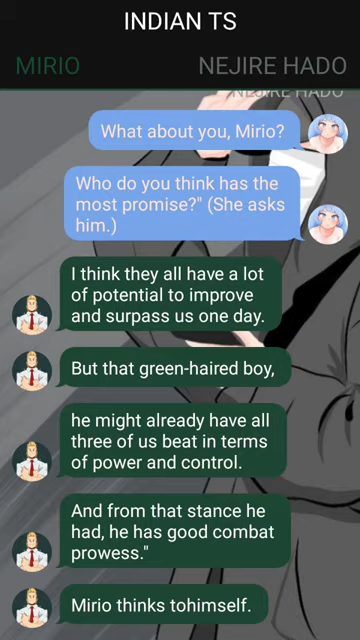 INDIAN TS
MIRIO NEJIRE HADO
NEJIRE HADO
What about you, Mirio?
Who do you think has the
most promise?" (She asks
him.)
I think they all have a lot
of potential to improve
and surpass us one day.
But that green-haired boy,
he might already have all
three of us beat in terms
of power and control.
And from that stance he
had, he has good combat
prowess."
Mirio thinks tohimself.